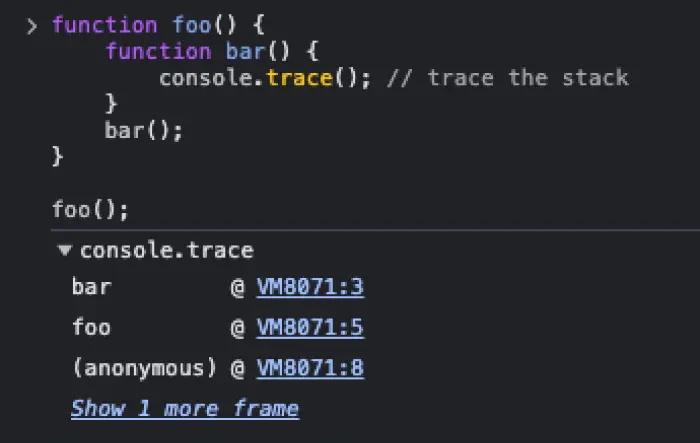 function foo() {
function bar() {
console.trace(); // trace the stack
}
bar();
}
foo();
console.trace
bar @ VM8071:3
foo @ VM8071:5
(anonymous) @ VM8071:8
Show 1 more frame